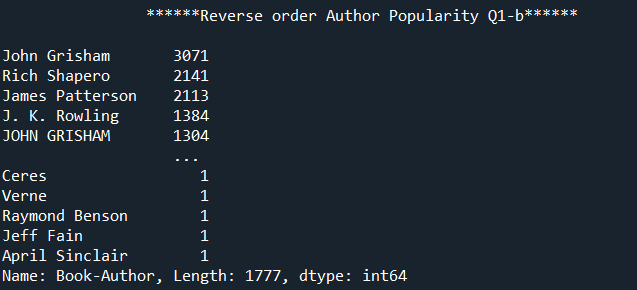 ******Reverse order Author Popularity Q1-b******
John Grisham 3071
Rich Shapero 2141
James Patterson 2113
J. K. Rowling 1384
JOHN GRISHAM 1304
...
Ceres 1
Verne 1
Raymond Benson 1
Jeff Fain 1
April Sinclair 1
Name: Book-Author, Length: 1777, dtype: int64